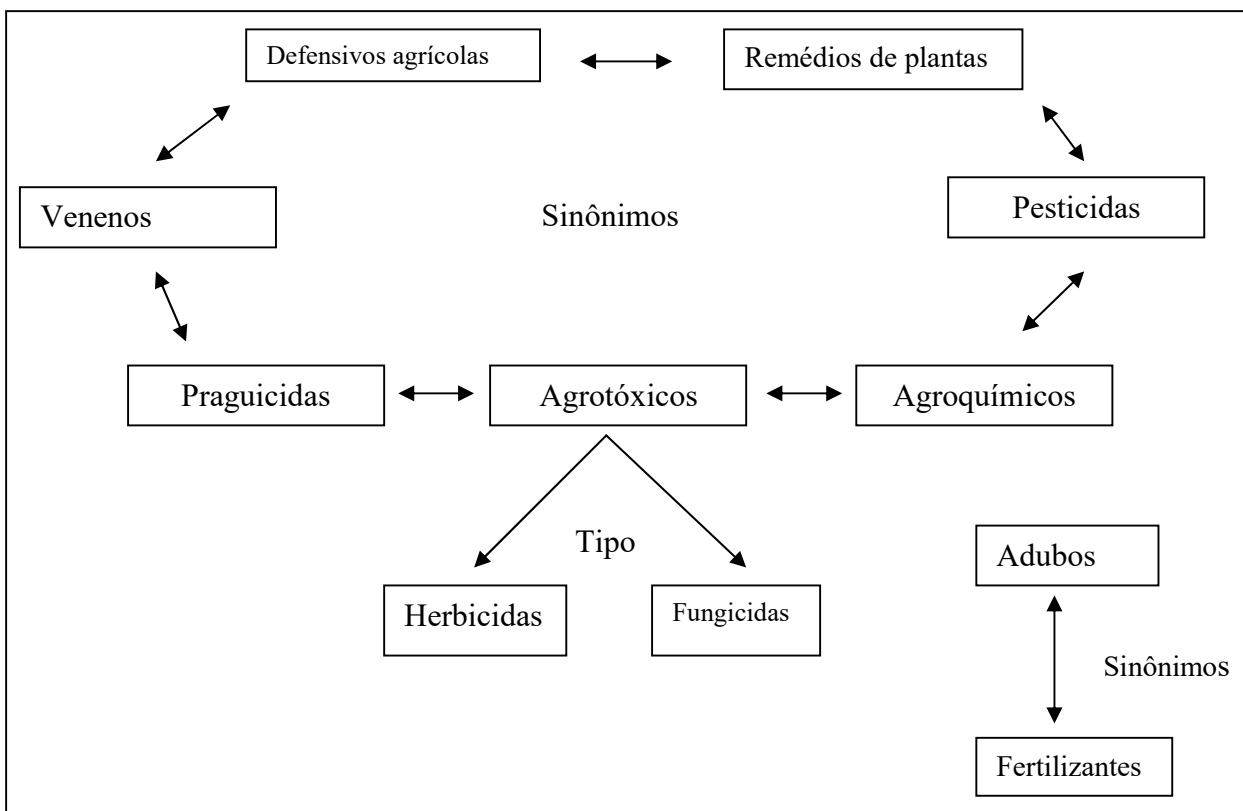 Defensivos agrícolas
Remédios de plantas
Venenos
Sinônimos
Pesticidas
Praguicidas
Agrotóxicos
Agroquímicos
Tipo
Herbicidas
Fungicidas
Adubos
Sinônimos
Fertilizantes